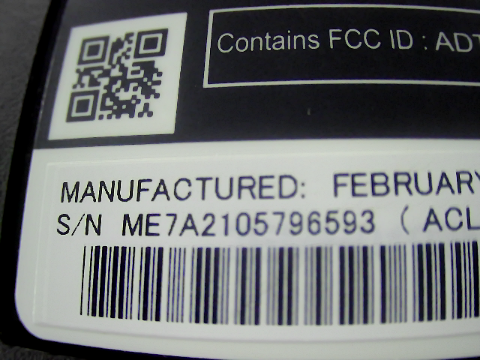 Contains FCC ID : ADT
MANUFACTURED: FEBRUARY
S/N ME7A2105796593 ( ACL